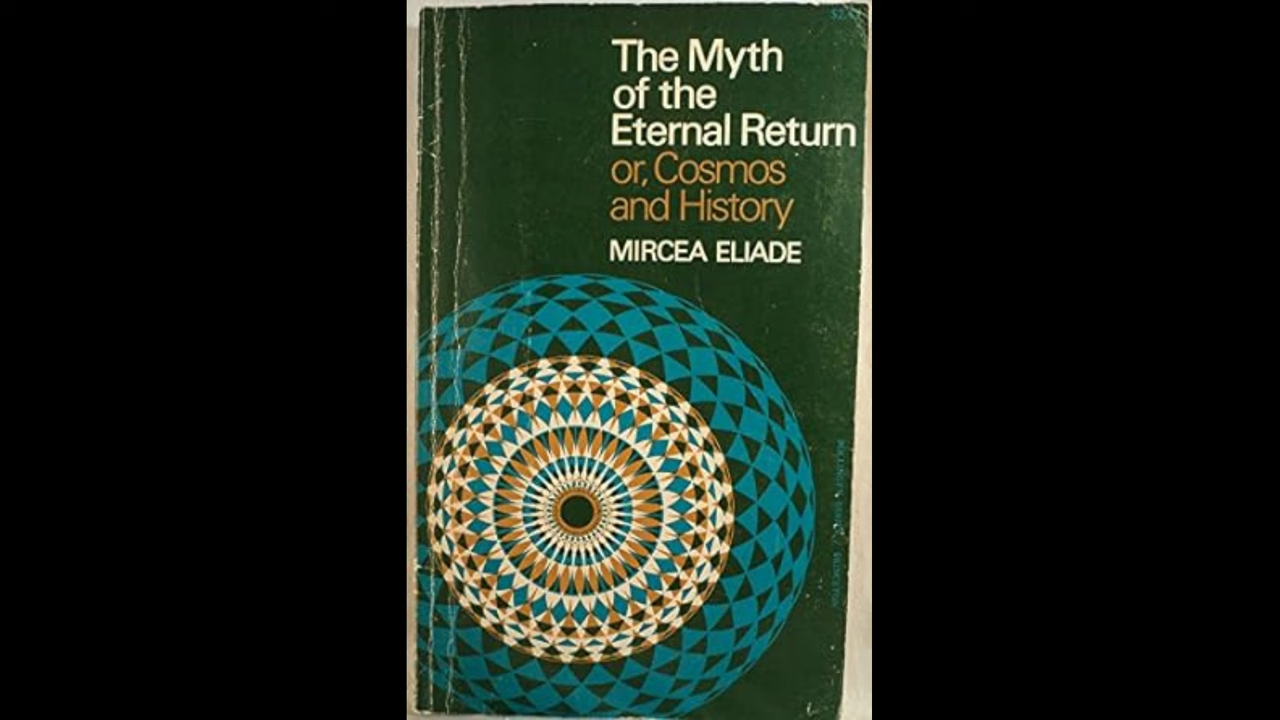 The Myth
of the
Eternal Return
or, Cosmos
and History
MIRCEA ELIADE